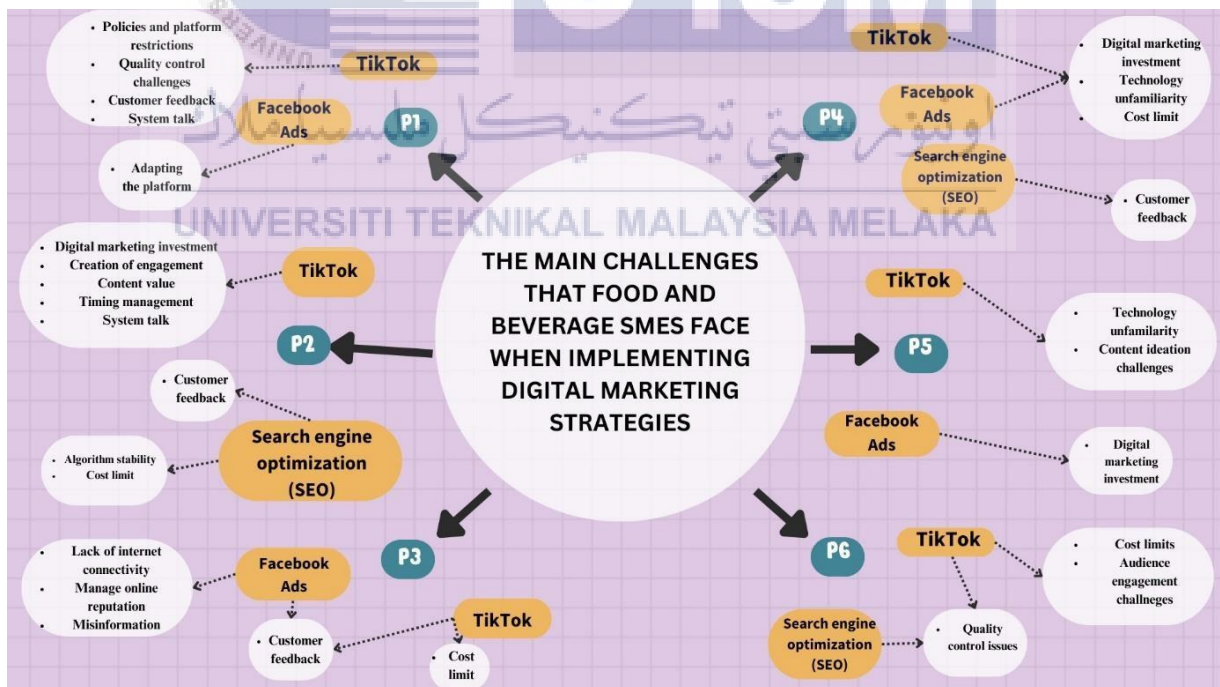 • Policies and platform
restrictions
• Quality control
challenges
• Customer feedback
• System talk
TikTok
Facebook
Ads
P1
• Adapting
the platform
TikTok
Facebook
Ads
P4
Search engine
optimization
(SEO)
• Digital marketing
investment
• Technology
unfamiliarity
• Cost limit
• Customer
feedback
اونيۏرسيتي تيكنيكل مليسيا ملاك
UNIVERSITI TEKNIKAL MALAYSIA MELAKA
THE MAIN CHALLENGES
THAT FOOD AND
BEVERAGE SMES FACE
WHEN IMPLEMENTING
DIGITAL MARKETING
STRATEGIES
• Digital marketing investment
• Creation of engagement
• Content value
• Timing management
• System talk
TikTok
P2
• Customer
feedback
• Algorithm stability
• Cost limit
Search engine
optimization
(SEO)
TikTok
P5
• Technology
unfamilarity
• Content ideation
challenges
Facebook
Ads
• Digital
marketing
investment
P3
• Lack of internet
connectivity
• Manage online
reputation
• Misinformation
Facebook
Ads
• Customer
feedback
TikTok
• Cost
limit
P6
TikTok
• Cost limits
• Audience
engagement
challneges
Search engine
optimization
(SEO)
• Quality
control issues